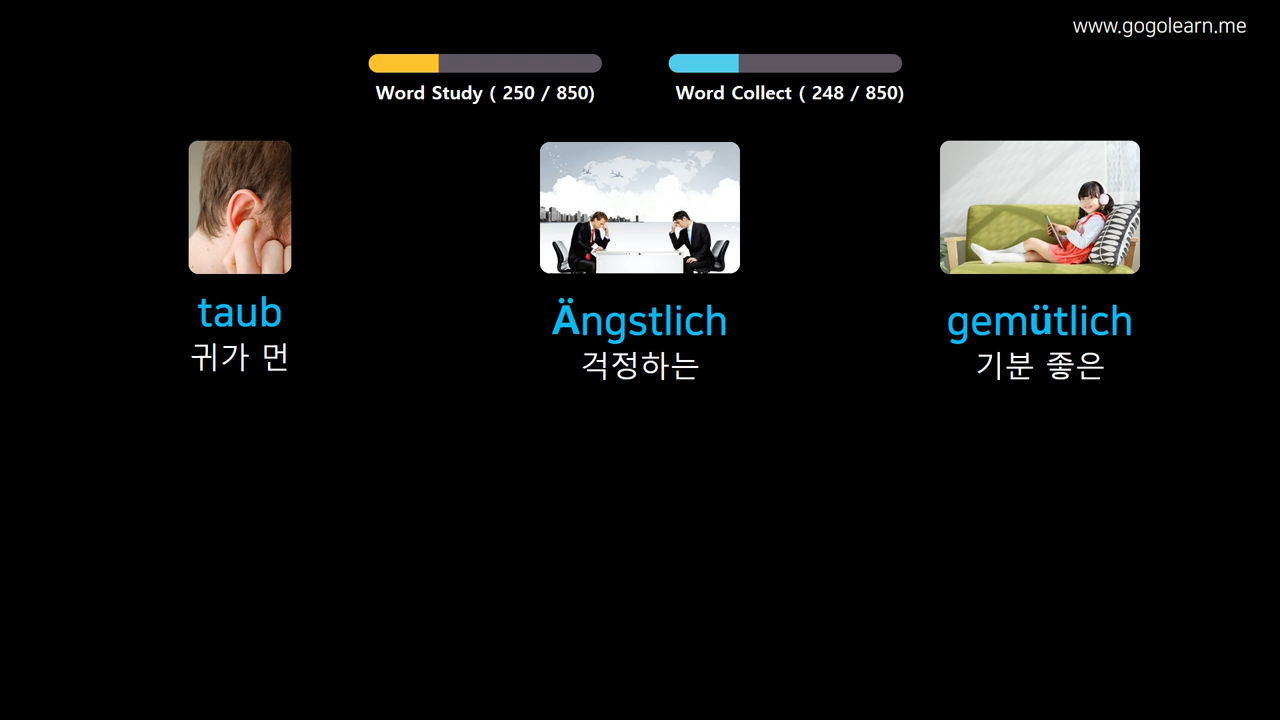 www.gogolearn.me
Word Study ( 250 / 850)
Word Collect ( 248 / 850)
taub
귀가 먼
Ängstlich
걱정하는
gemütlich
기분 좋은